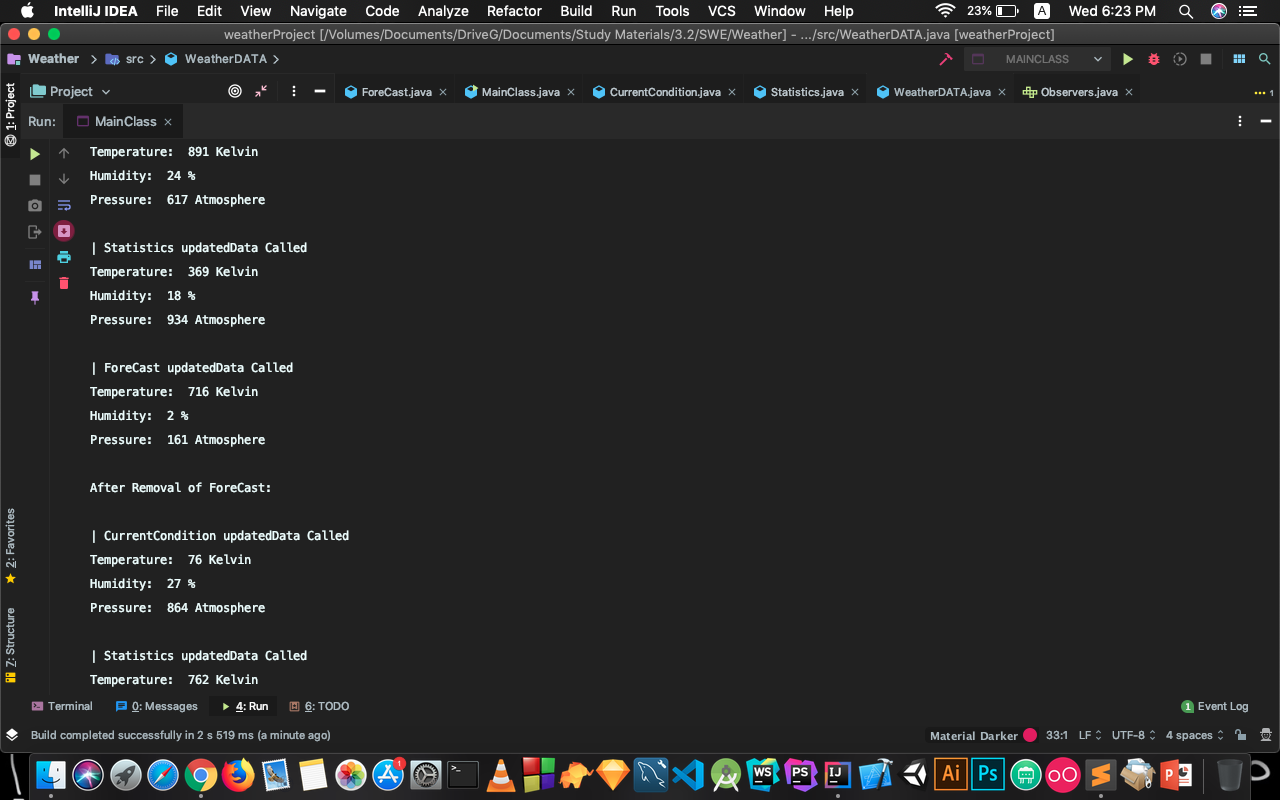 IntelliJ IDEA File Edit View Navigate Code Analyze Refactor Build Run Tools VCS Window Help 23% A Wed 6:23 PM
weatherProject [/Volumes/Documents/DriveG/Documents/Study Materials/3.2/SWE/Weather] - .../src/WeatherDATA.java [weatherProject]
Weather src WeatherDATA MAINCLASS
1: Project
Project ForeCast.java MainClass.java CurrentCondition.java Statistics.java WeatherDATA.java Observers.java 1
Run: MainClass
Temperature: 891 Kelvin
Humidity: 24 %
Pressure: 617 Atmosphere
| Statistics updatedData Called
Temperature: 369 Kelvin
Humidity: 18 %
Pressure: 934 Atmosphere
| ForeCast updatedData Called
Temperature: 716 Kelvin
Humidity: 2 %
Pressure: 161 Atmosphere
After Removal of ForeCast:
| CurrentCondition updatedData Called
Temperature: 76 Kelvin
Humidity: 27 %
Pressure: 864 Atmosphere
| Statistics updatedData Called
Temperature: 762 Kelvin
2: Favorites
7: Structure
Terminal 0: Messages 4: Run 6: TODO 1 Event Log
Build completed successfully in 2 s 519 ms (a minute ago) Material Darker 33:1 LF UTF-8 4 spaces
1 WS PS IJ Ai Ps P